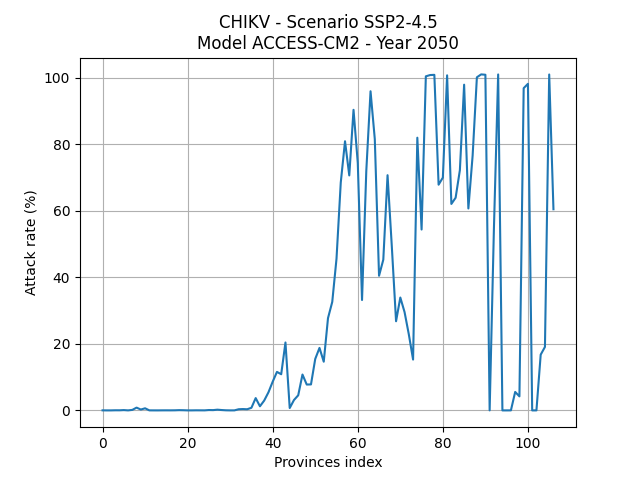 CHIKV - Scenario SSP2-4.5
Model ACCESS-CM2 - Year 2050
100
80
60
40
20
0
Attack rate (%)
0 20 40 60 80 100
Provinces index